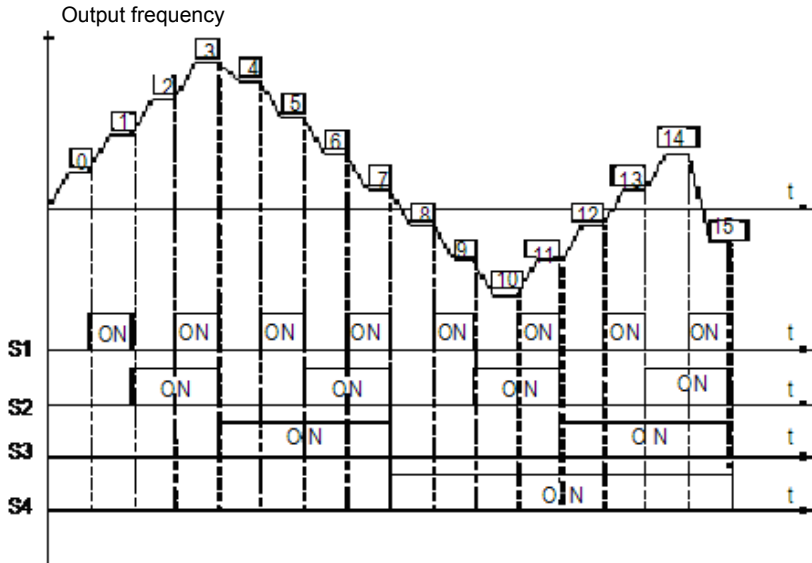 Output frequency
3
4
2
5
1
14
6
0
13
7
t
12
8
15
9
11
10
ON ON ON ON ON ON ON ON t
S1
ON ON ON ON t
S2
ON ON t
S3
ON t
S4